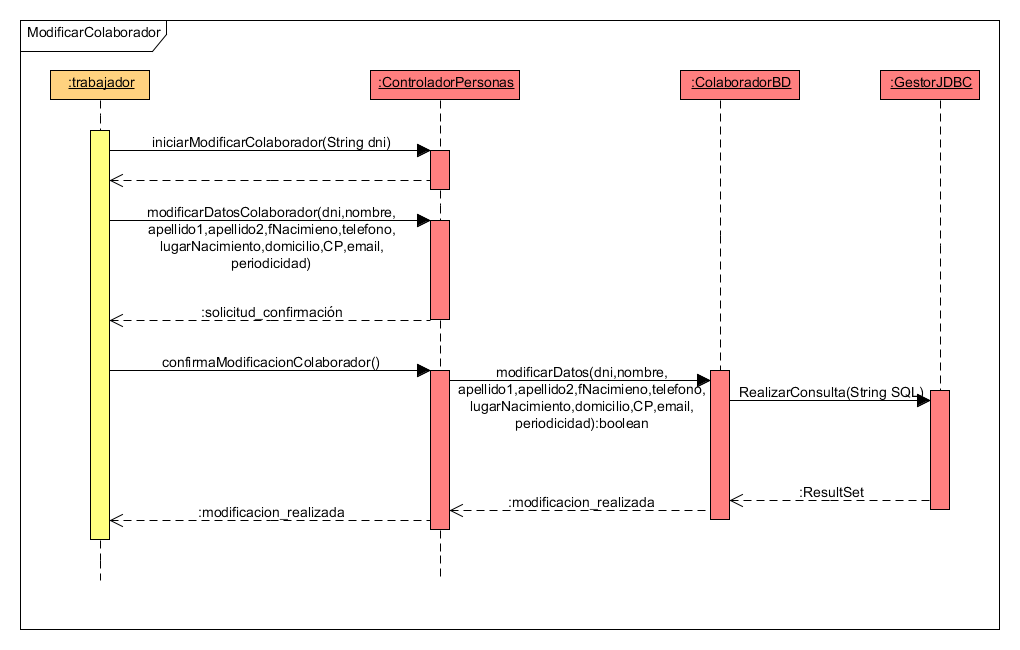 ModificarColaborador
:trabajador
:ControladorPersonas
:ColaboradorBD
:GestorJDBC
iniciarModificarColaborador(String dni)
modificarDatosColaborador(dni,nombre,
apellido1,apellido2,fNacimieno,telefono,
lugarNacimiento,domicilio,CP,email,
periodicidad)
:solicitud_confirmación
confirmaModificacionColaborador()
modificarDatos(dni,nombre,
apellido1,apellido2,fNacimieno,telefono,
lugarNacimiento,domicilio,CP,email,
periodicidad):boolean
RealizarConsulta(String SQL)
:ResultSet
:modificacion_realizada
:modificacion_realizada